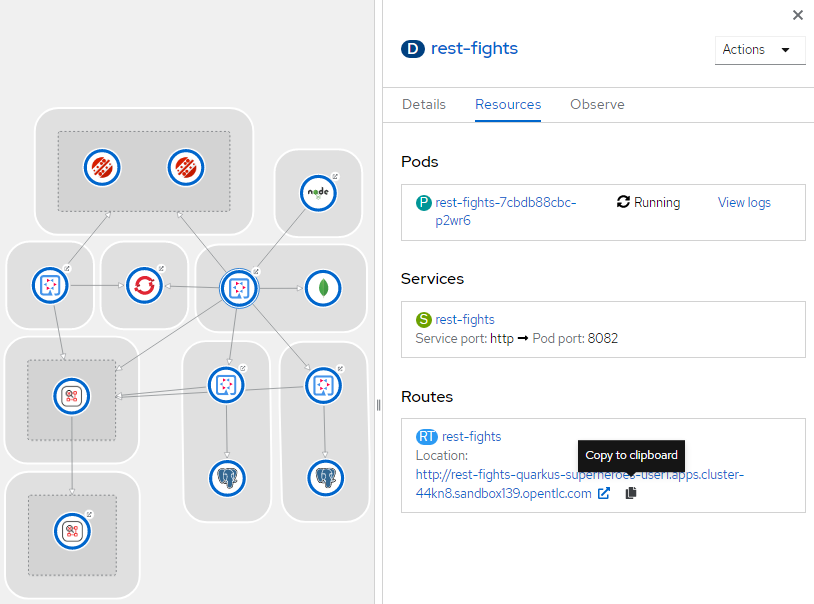 D rest-fights
Actions
Details Resources Observe
Pods
P rest-fights-7cbdb88cbc-
p2wr6
Running
View logs
node
Services
S rest-fights
Service port: http → Pod port: 8082
Routes
RT rest-fights
Location:
Copy to clipboard
http://rest-fights-quarkus-superheroes-user1.apps.cluster-
44kn8.sandbox139.opentlc.com